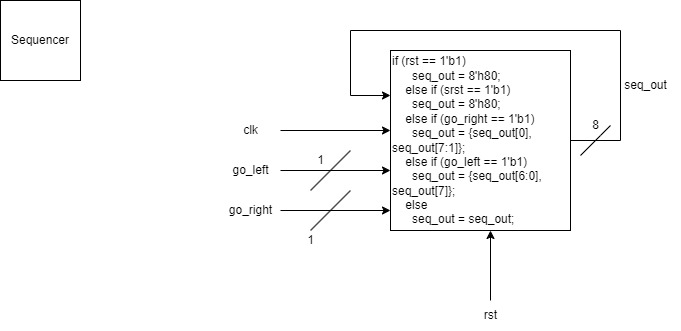 Sequencer
if (rst == 1'b1)
seq_out = 8'h80;
else if (srst == 1'b1)
seq_out = 8'h80;
else if (go_right == 1'b1)
seq_out = {seq_out[0],
seq_out[7:1]};
else if (go_left == 1'b1)
seq_out = {seq_out[6:0],
seq_out[7]};
else
seq_out = seq_out;
seq_out
8
clk
go_left
1
go_right
1
rst